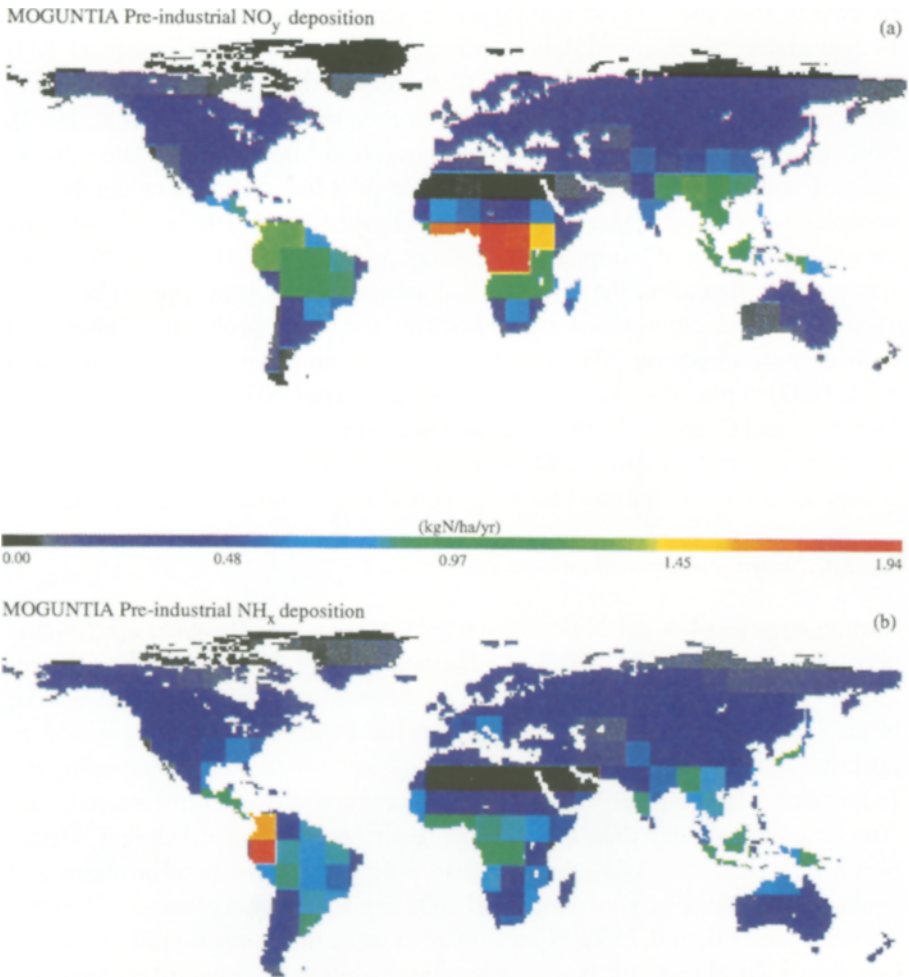 MOGUNTIA Pre-industrial NOy deposition
(a)
(kgN/ha/yr)
0.00 0.48 0.97 1.45 1.94
MOGUNTIA Pre-industrial NHx deposition
(b)